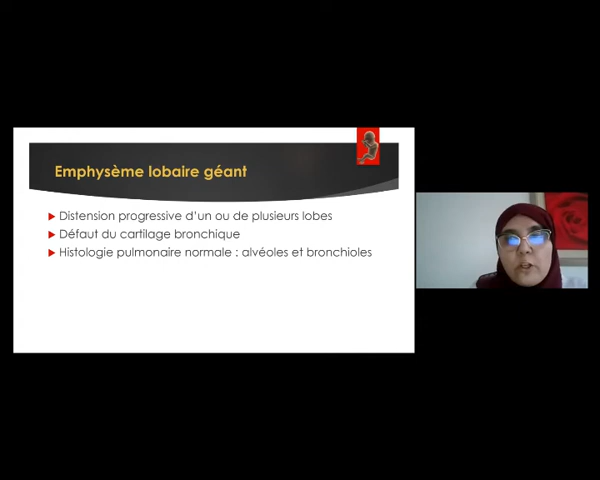 Emphysème lobaire géant
Distension progressive d'un ou de plusieurs lobes
Défaut du cartilage bronchique
Histologie pulmonaire normale : alvéoles et bronchioles